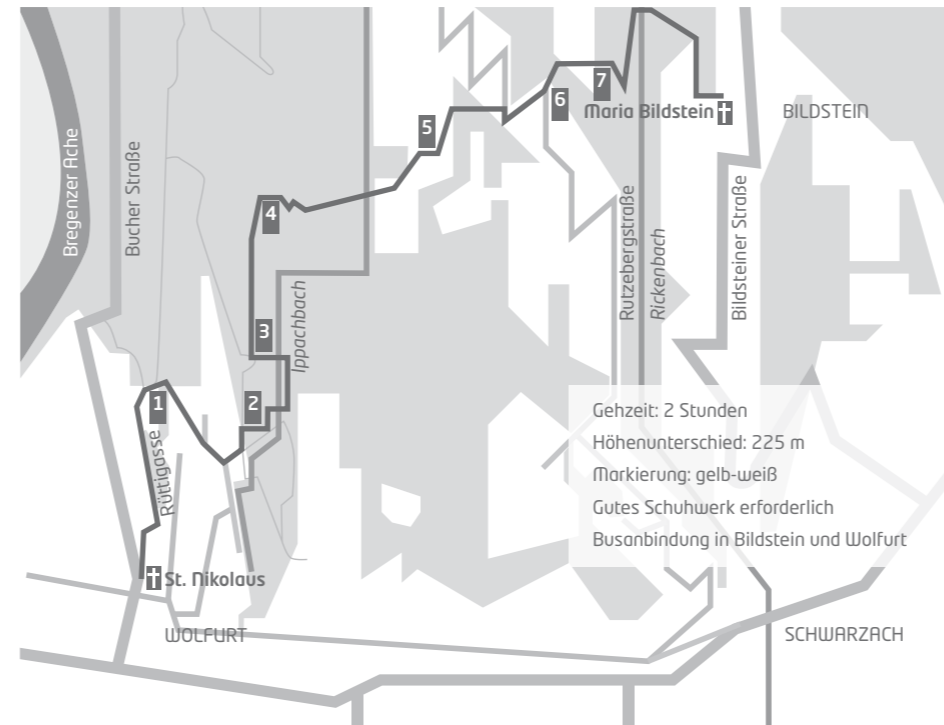 Bregenzer Ache
Bucher Straße
Rüttigasse
1
2
3
4
5
6
7
Ippachbach
Maria Bildstein
BILDSTEIN
Rutzebergstraße
Rickenbach
Bildsteiner Straße
Gehzeit: 2 Stunden
Höhenunterschied: 225 m
Markierung: gelb-weiß
Gutes Schuhwerk erforderlich
Busanbindung in Bildstein und Wolfurt
St. Nikolaus
WOLFURT
SCHWARZACH